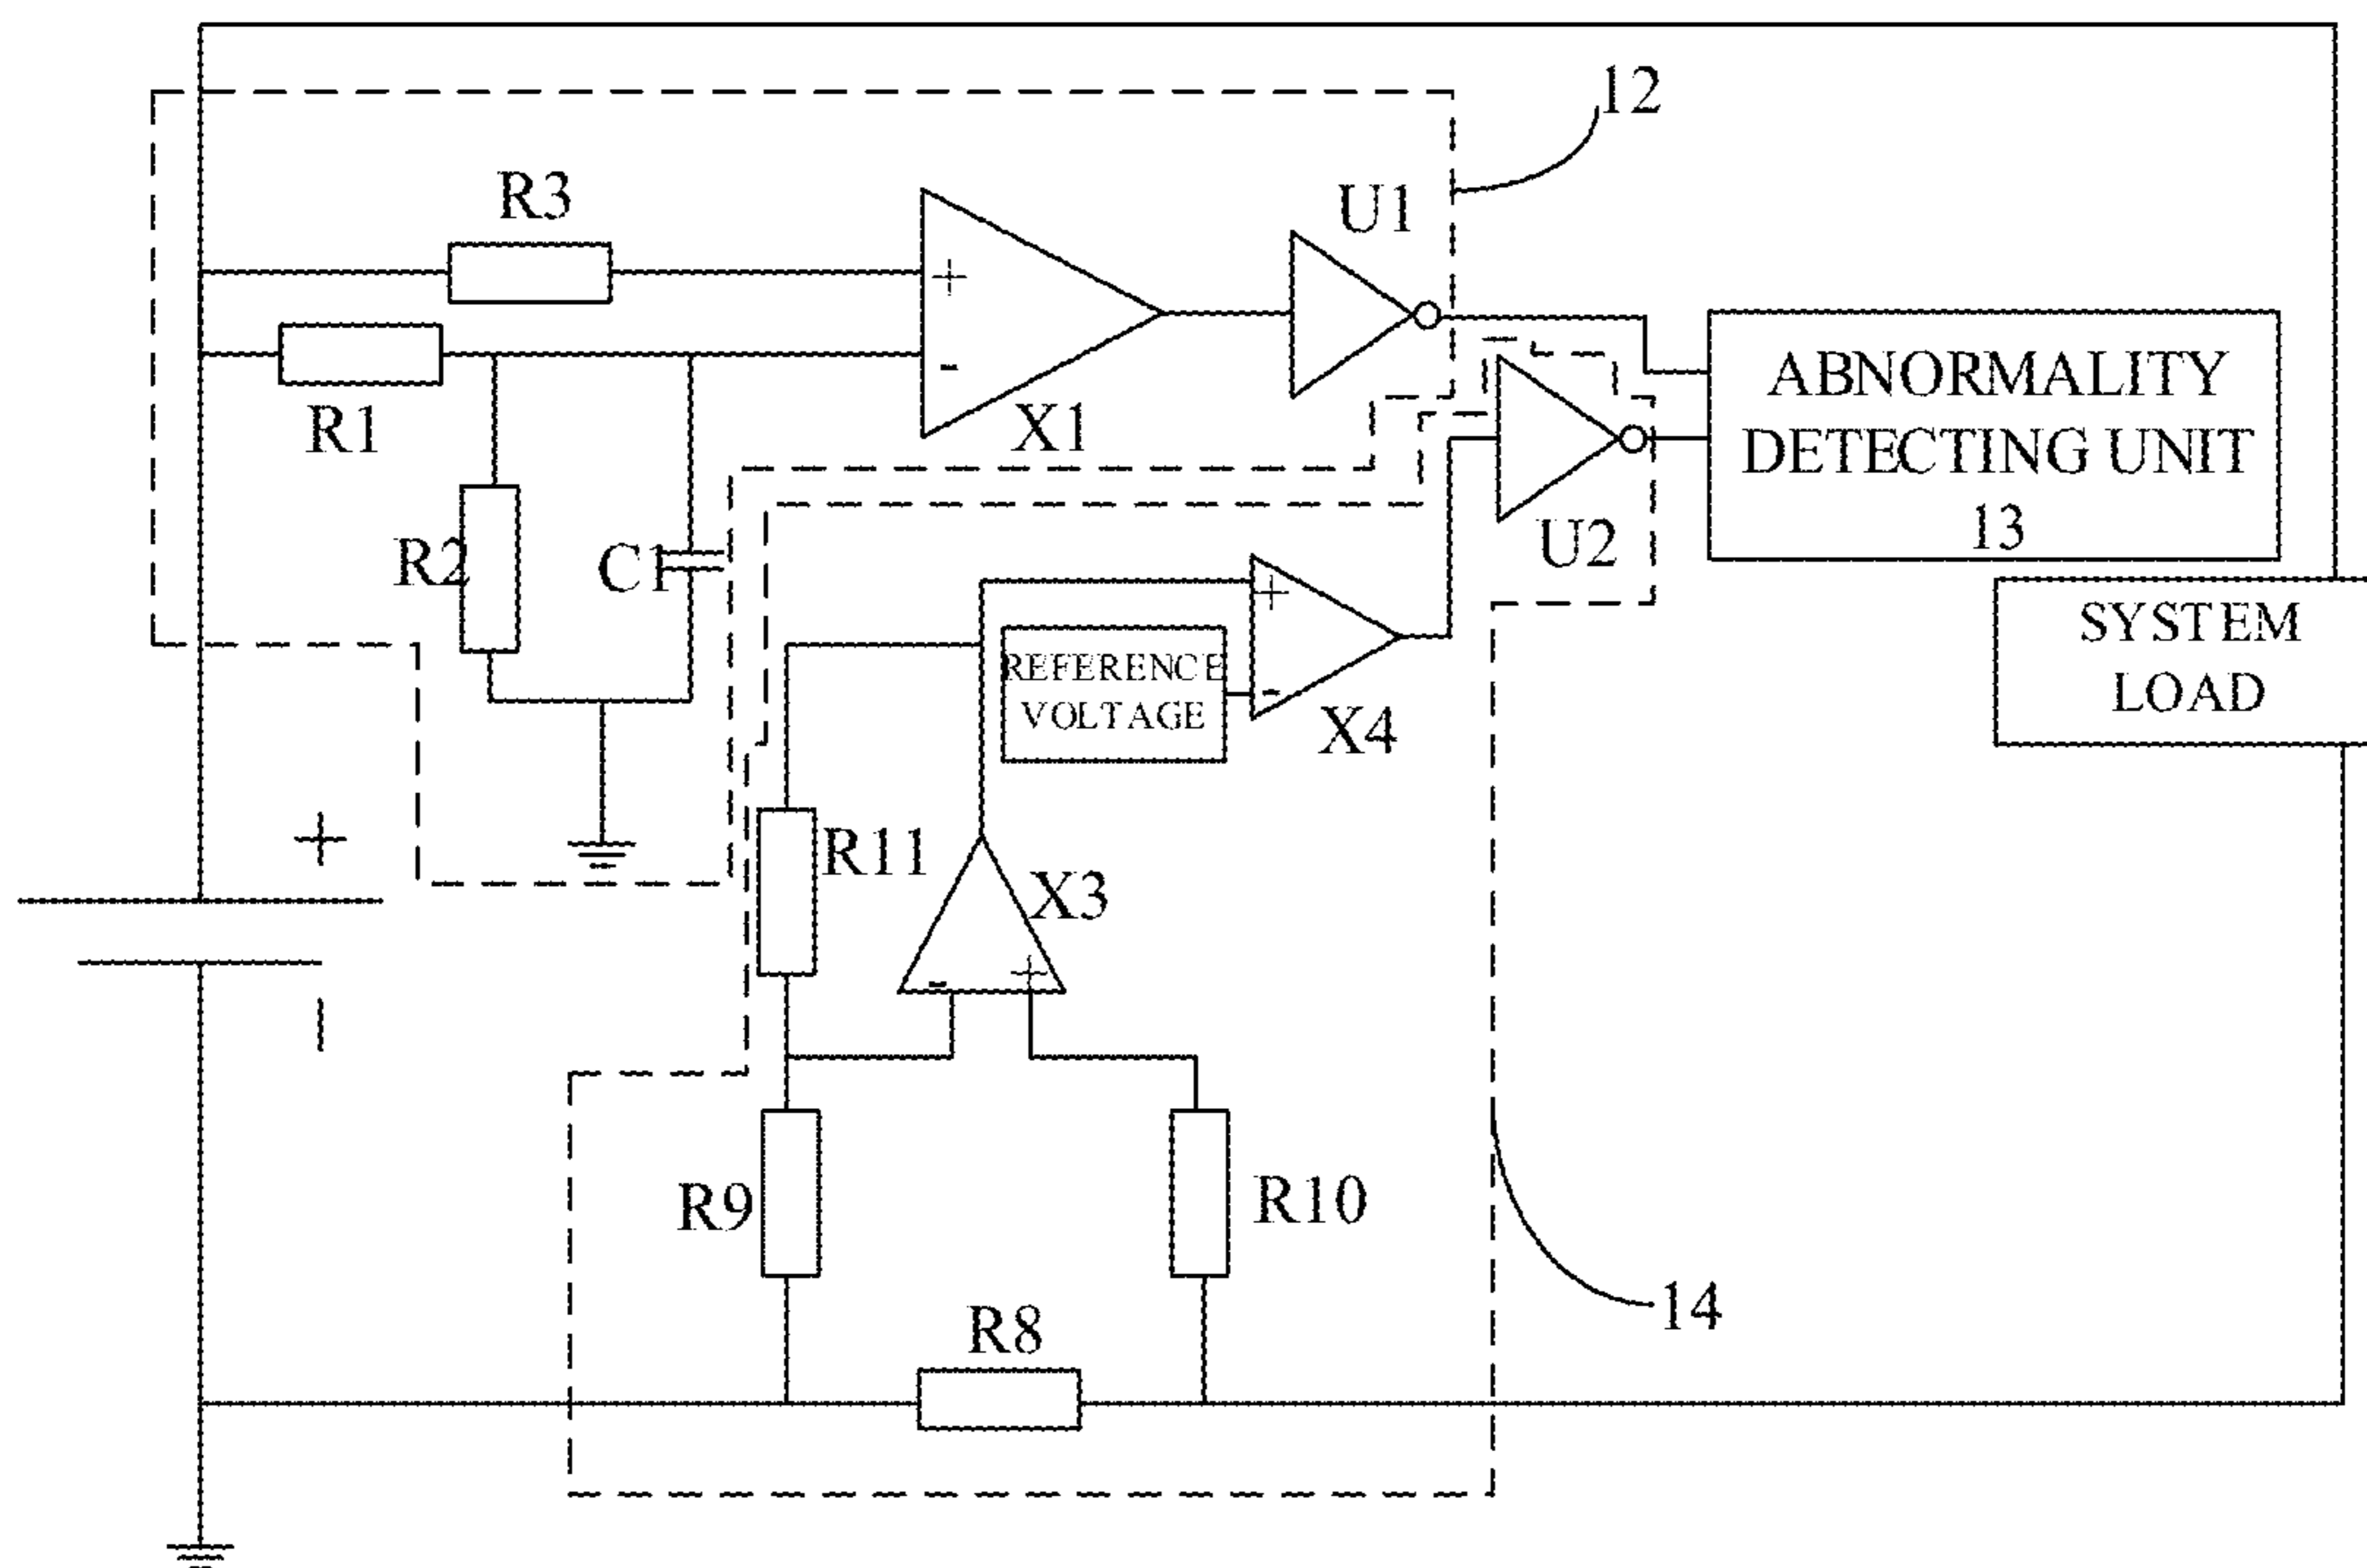 12
R3
U1
+
-
R1
X1
ABNORMALITY
DETECTING UNIT
13
R2
C1
U2
+
REFERENCE
VOLTAGE
-
X4
SYSTEM
LOAD
+
R11
X3
-
+
-
R9
R10
R8
14